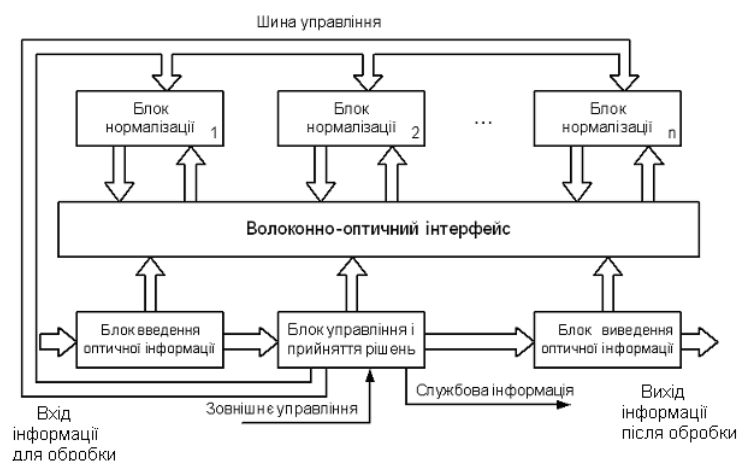 Шина управління
Блок
нормалізації 1
Блок
нормалізації 2
...
Блок
нормалізації n
Волоконно-оптичний інтерфейс
Блок введення
оптичної інформації
Блок управління і
прийняття рішень
Блок виведення
оптичної інформації
Зовнішнє управління
Службова інформація
Вхід
інформації
для обробки
Вихід
інформації
після обробки